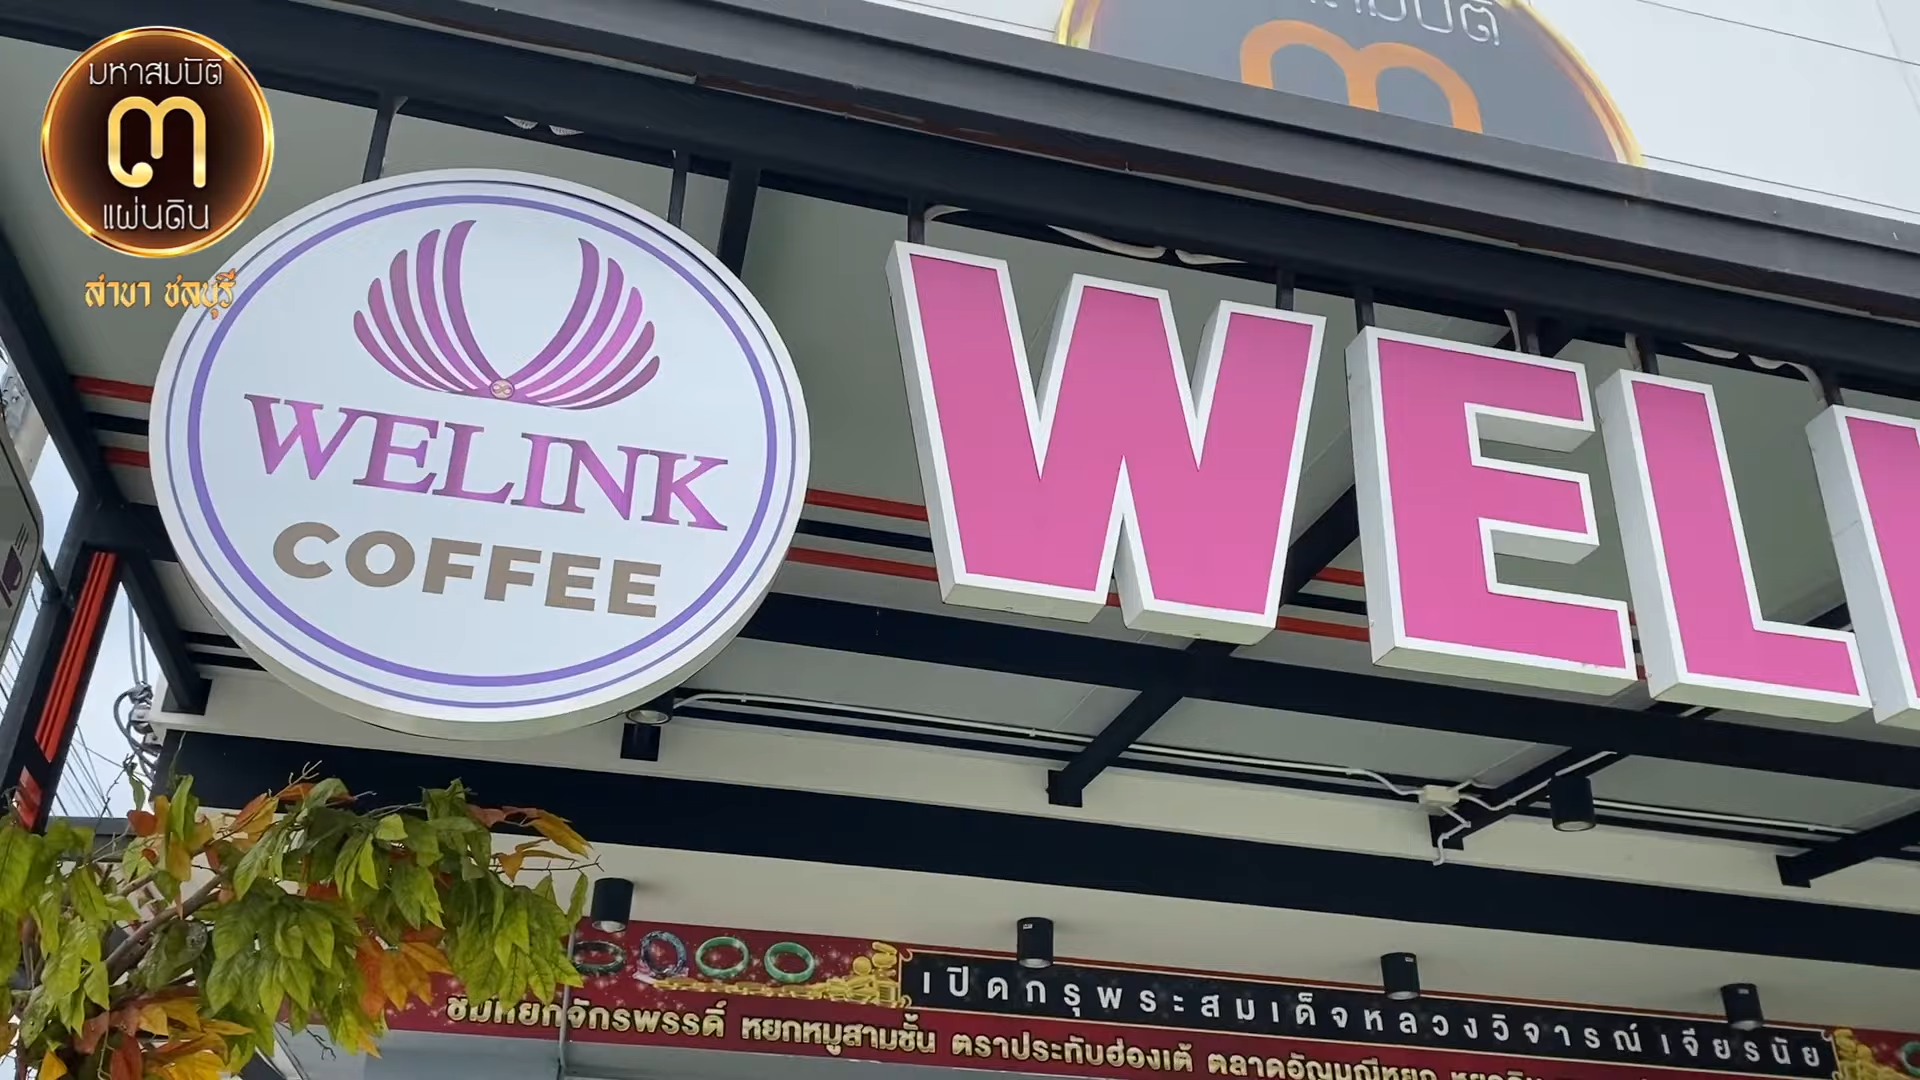 มหาสมบัติ
๓
แผ่นดิน
สาขา ชลบุรี
๓
WELINK
COFFEE
WEL
เปิดกรุพระสมเด็จหลวงวิจารณ์เจียรนัย
ชมหยกจักรพรรดิ์ หยกหมูสามชั้น ตราประทับฮ่องเต้ ตลาดอัญมณีหยก